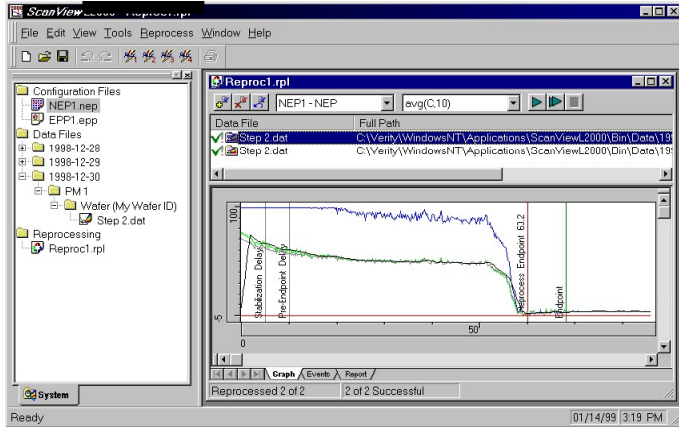 ScanView L2000 - Reproc1.rpl
File Edit View Tools Reprocess Window Help
Configuration Files
NEP1.nep
EPP1.epp
Data Files
1998-12-28
1998-12-29
1998-12-30
PM 1
Wafer (My Wafer ID)
Step 2.dat
Reprocessing
Reproc1.rpl
System
Reproc1.rpl
NEP1 - NEP avg(C,10)
Data File Full Path
Step 2.dat C:\Verity\WindowsNT\Applications\ScanViewL2000\Bin\Data\19
Step 2.dat C:\Verity\WindowsNT\Applications\ScanViewL2000\Bin\Data\19
100
-5
Stabilization Delay
Pre-Endpoint Delay
Reprocess Endpoint 60.2
Endpoint
0 50
Graph Events Report
Reprocessed 2 of 2 2 of 2 Successful
Ready 01/14/99 3:19 PM